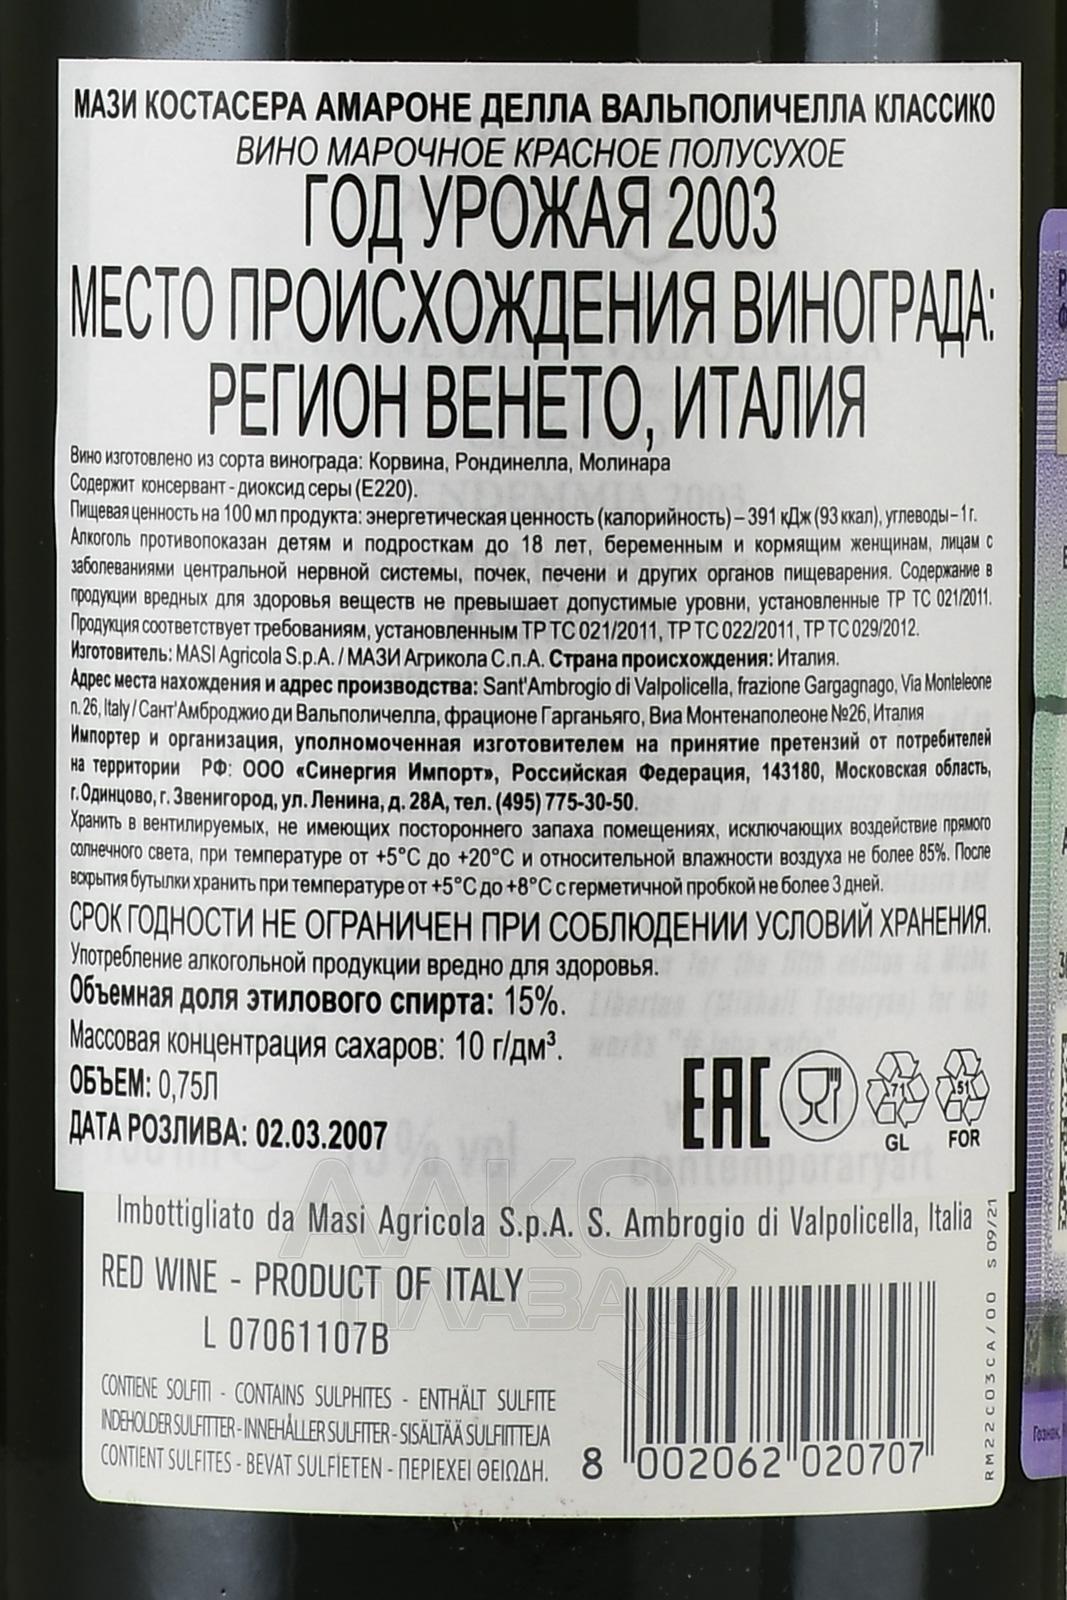 МАЗИ КОСТАСЕРА АМАРОНЕ ДЕЛЛА ВАЛЬПОЛИЧЕЛЛА КЛАССИКО
ВИНО МАРОЧНОЕ КРАСНОЕ ПОЛУСУХОЕ
ГОД УРОЖАЯ 2003
МЕСТО ПРОИСХОЖДЕНИЯ ВИНОГРАДА:
РЕГИОН ВЕНЕТО, ИТАЛИЯ
Вино изготовлено из сорта винограда: Корвина, Рондинелла, Молинара
Содержит консервант - диоксид серы (Е220).
Пищевая ценность на 100 мл продукта: энергетическая ценность (калорийность) – 391 кДж (93 ккал), углеводы – 1 г.
Алкоголь противопоказан детям и подросткам до 18 лет, беременным и кормящим женщинам, лицам с
заболеваниями центральной нервной системы, почек, печени и других органов пищеварения. Содержание в
продукции вредных для здоровья веществ не превышает допустимые уровни, установленные ТР ТС 021/2011.
Продукция соответствует требованиям, установленным ТР ТС 021/2011, ТР ТС 022/2011, ТР ТС 029/2012.
Изготовитель: MASI Agricola S.p.A. / МАЗИ Агрикола С.п.А. Страна происхождения: Италия.
Адрес места нахождения и адрес производства: Sant'Ambrogio di Valpolicella, frazione Gargagnago, Via Monteleone
n. 26, Italy / Сант'Амброджио ди Вальполичелла, фрационе Гарганьяго, Виа Монтенаполеоне №26, Италия
Импортер и организация, уполномоченная изготовителем на принятие претензий от потребителей
на территории РФ: ООО «Синергия Импорт», Российская Федерация, 143180, Московская область,
г. Одинцово, г. Звенигород, ул. Ленина, д. 28А, тел. (495) 775-30-50.
Хранить в вентилируемых, не имеющих постороннего запаха помещениях, исключающих воздействие прямого
солнечного света, при температуре от +5°С до +20°С и относительной влажности воздуха не более 85%. После
вскрытия бутылки хранить при температуре от +5°С до +8°С с герметичной пробкой не более 3 дней.
СРОК ГОДНОСТИ НЕ ОГРАНИЧЕН ПРИ СОБЛЮДЕНИИ УСЛОВИЙ ХРАНЕНИЯ.
Употребление алкогольной продукции вредно для здоровья.
Объемная доля этилового спирта: 15%.
Массовая концентрация сахаров: 10 г/дм³.
ОБЪЕМ: 0,75Л
ДАТА РОЗЛИВА: 02.03.2007
EAC
71
GL
51
FOR
АЛКО
ПЛАЗА
Imbottigliato da Masi Agricola S.p.A. S. Ambrogio di Valpolicella, Italia
RED WINE - PRODUCT OF ITALY
L 07061107B
CONTIENE SOLFITI - CONTAINS SULPHITES - ENTHÄLT SULFITE
INDEHOLDER SULFITTER - INNEHÅLLER SULFITER - SISÄLTÄÄ SULFIITTEJA
CONTIENT SULFITES - BEVAT SULFIETEN - ΠΕΡΙΕΧΕΙ ΘΕΙΩΔΗ.
8 002062 020707
RM22C03CA/00 S 09/21